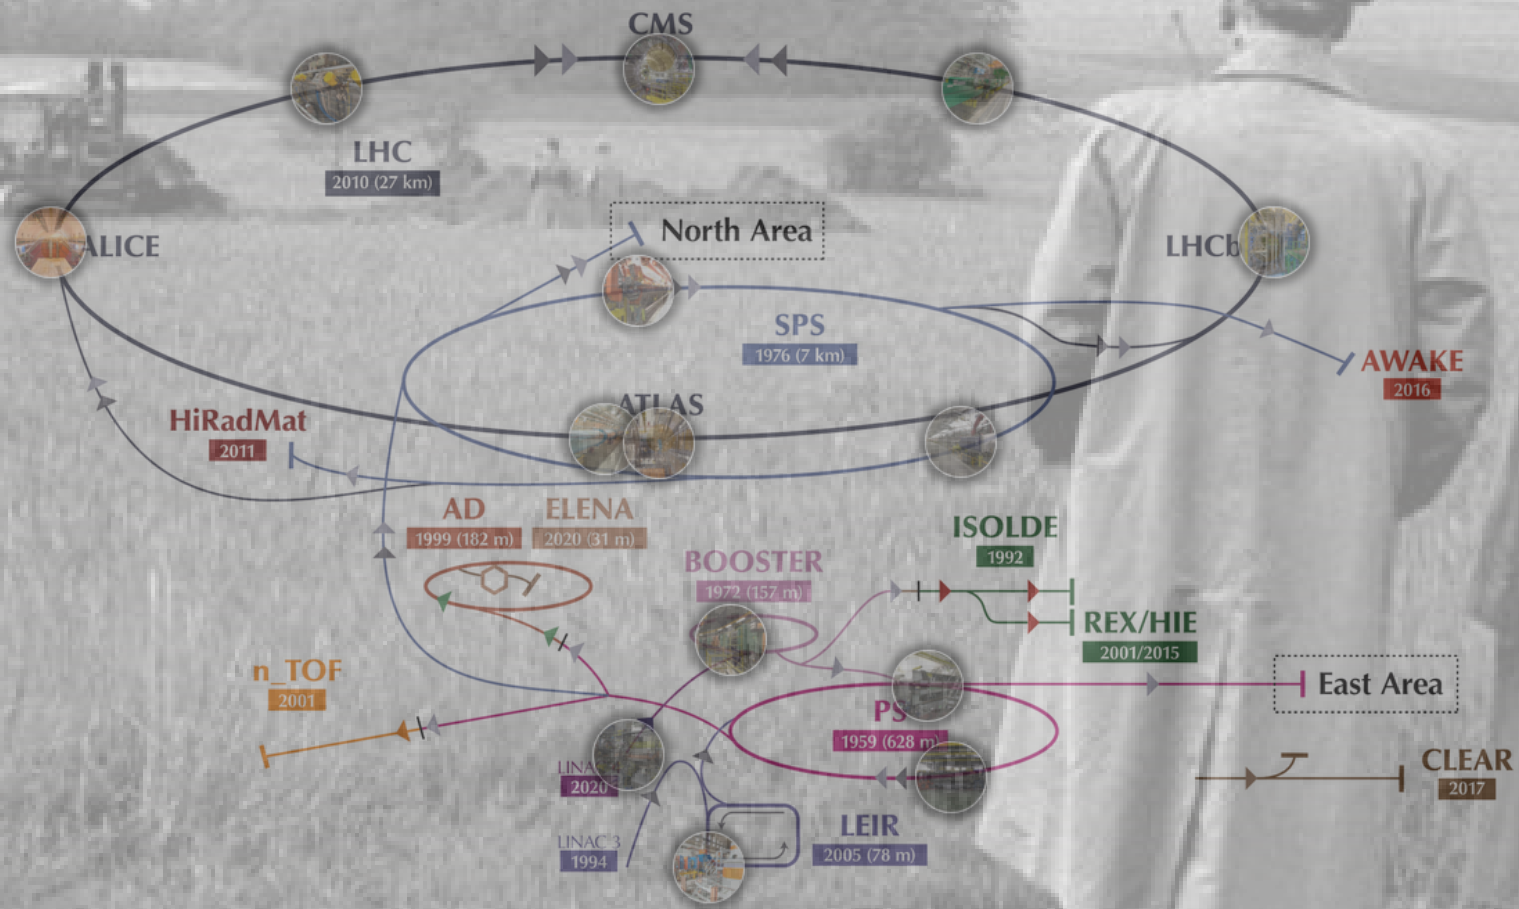 CMS
LHC
2010 (27 km)
North Area
ALICE
LHCb
SPS
1976 (7 km)
AWAKE
2016
ATLAS
HiRadMat
2011
AD
1999 (182 m)
ELENA
2020 (31 m)
ISOLDE
1992
BOOSTER
1972 (157 m)
REX/HIE
2001/2015
n_TOF
2001
East Area
PS
1959 (628 m)
LINA
2020
CLEAR
2017
LEIR
2005 (78 m)
LINAC 3
1994